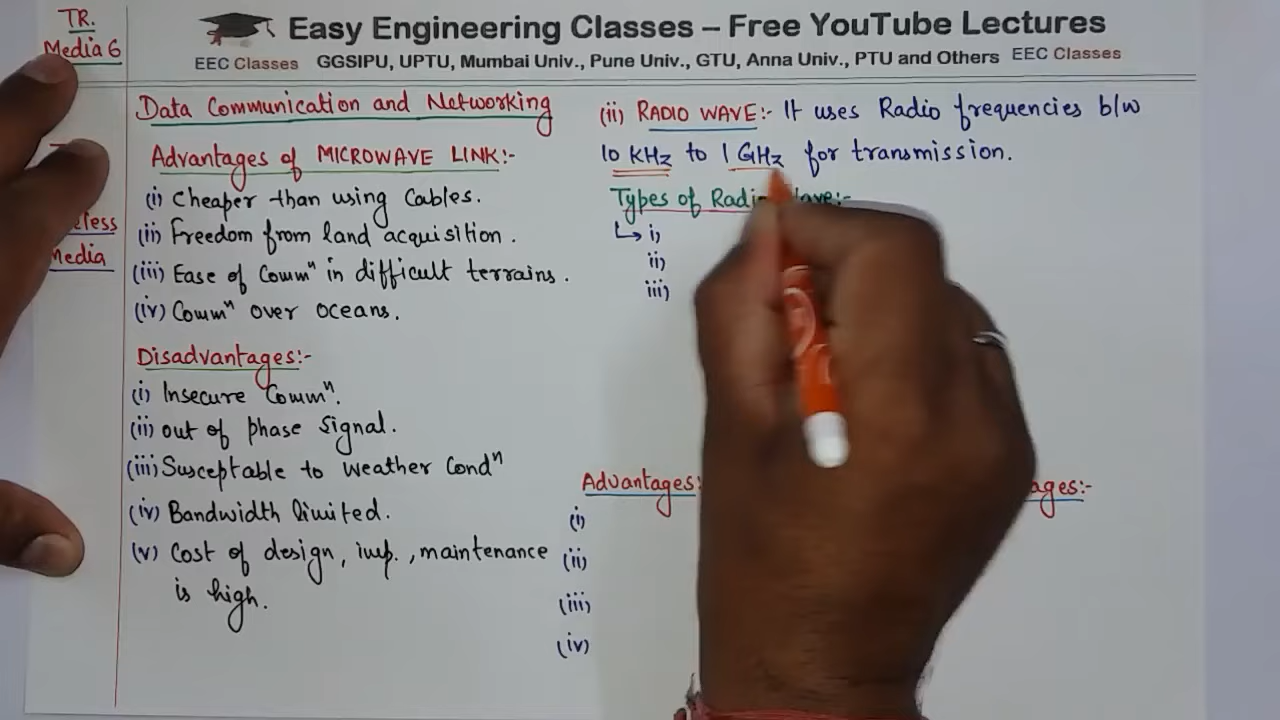 TR.
Media 6
Easy Engineering Classes – Free YouTube Lectures
EEC Classes GGSIPU, UPTU, Mumbai Univ., Pune Univ., GTU, Anna Univ., PTU and Others EEC Classes
less
Media
Data Communication and Networking
Advantages of MICROWAVE LINK:-
(i) Cheaper than using Cables.
(ii) Freedom from land acquisition.
(iii) Ease of Commⁿ in difficult terrains.
(iv) Commⁿ over oceans.
Disadvantages:-
(i) Insecure Commⁿ.
(ii) out of phase signal.
(iii) Susceptable to weather Condⁿ
(iv) Bandwidth limited.
(v) Cost of design, imp., maintenance
is high.
(ii) RADIO WAVE:- It uses Radio frequencies b/w
10 KHz to 1 GHz for transmission.
Types of Radio Wave:-
i)
ii)
iii)
Advantages: ages:-
(i)
(ii)
(iii)
(iv)